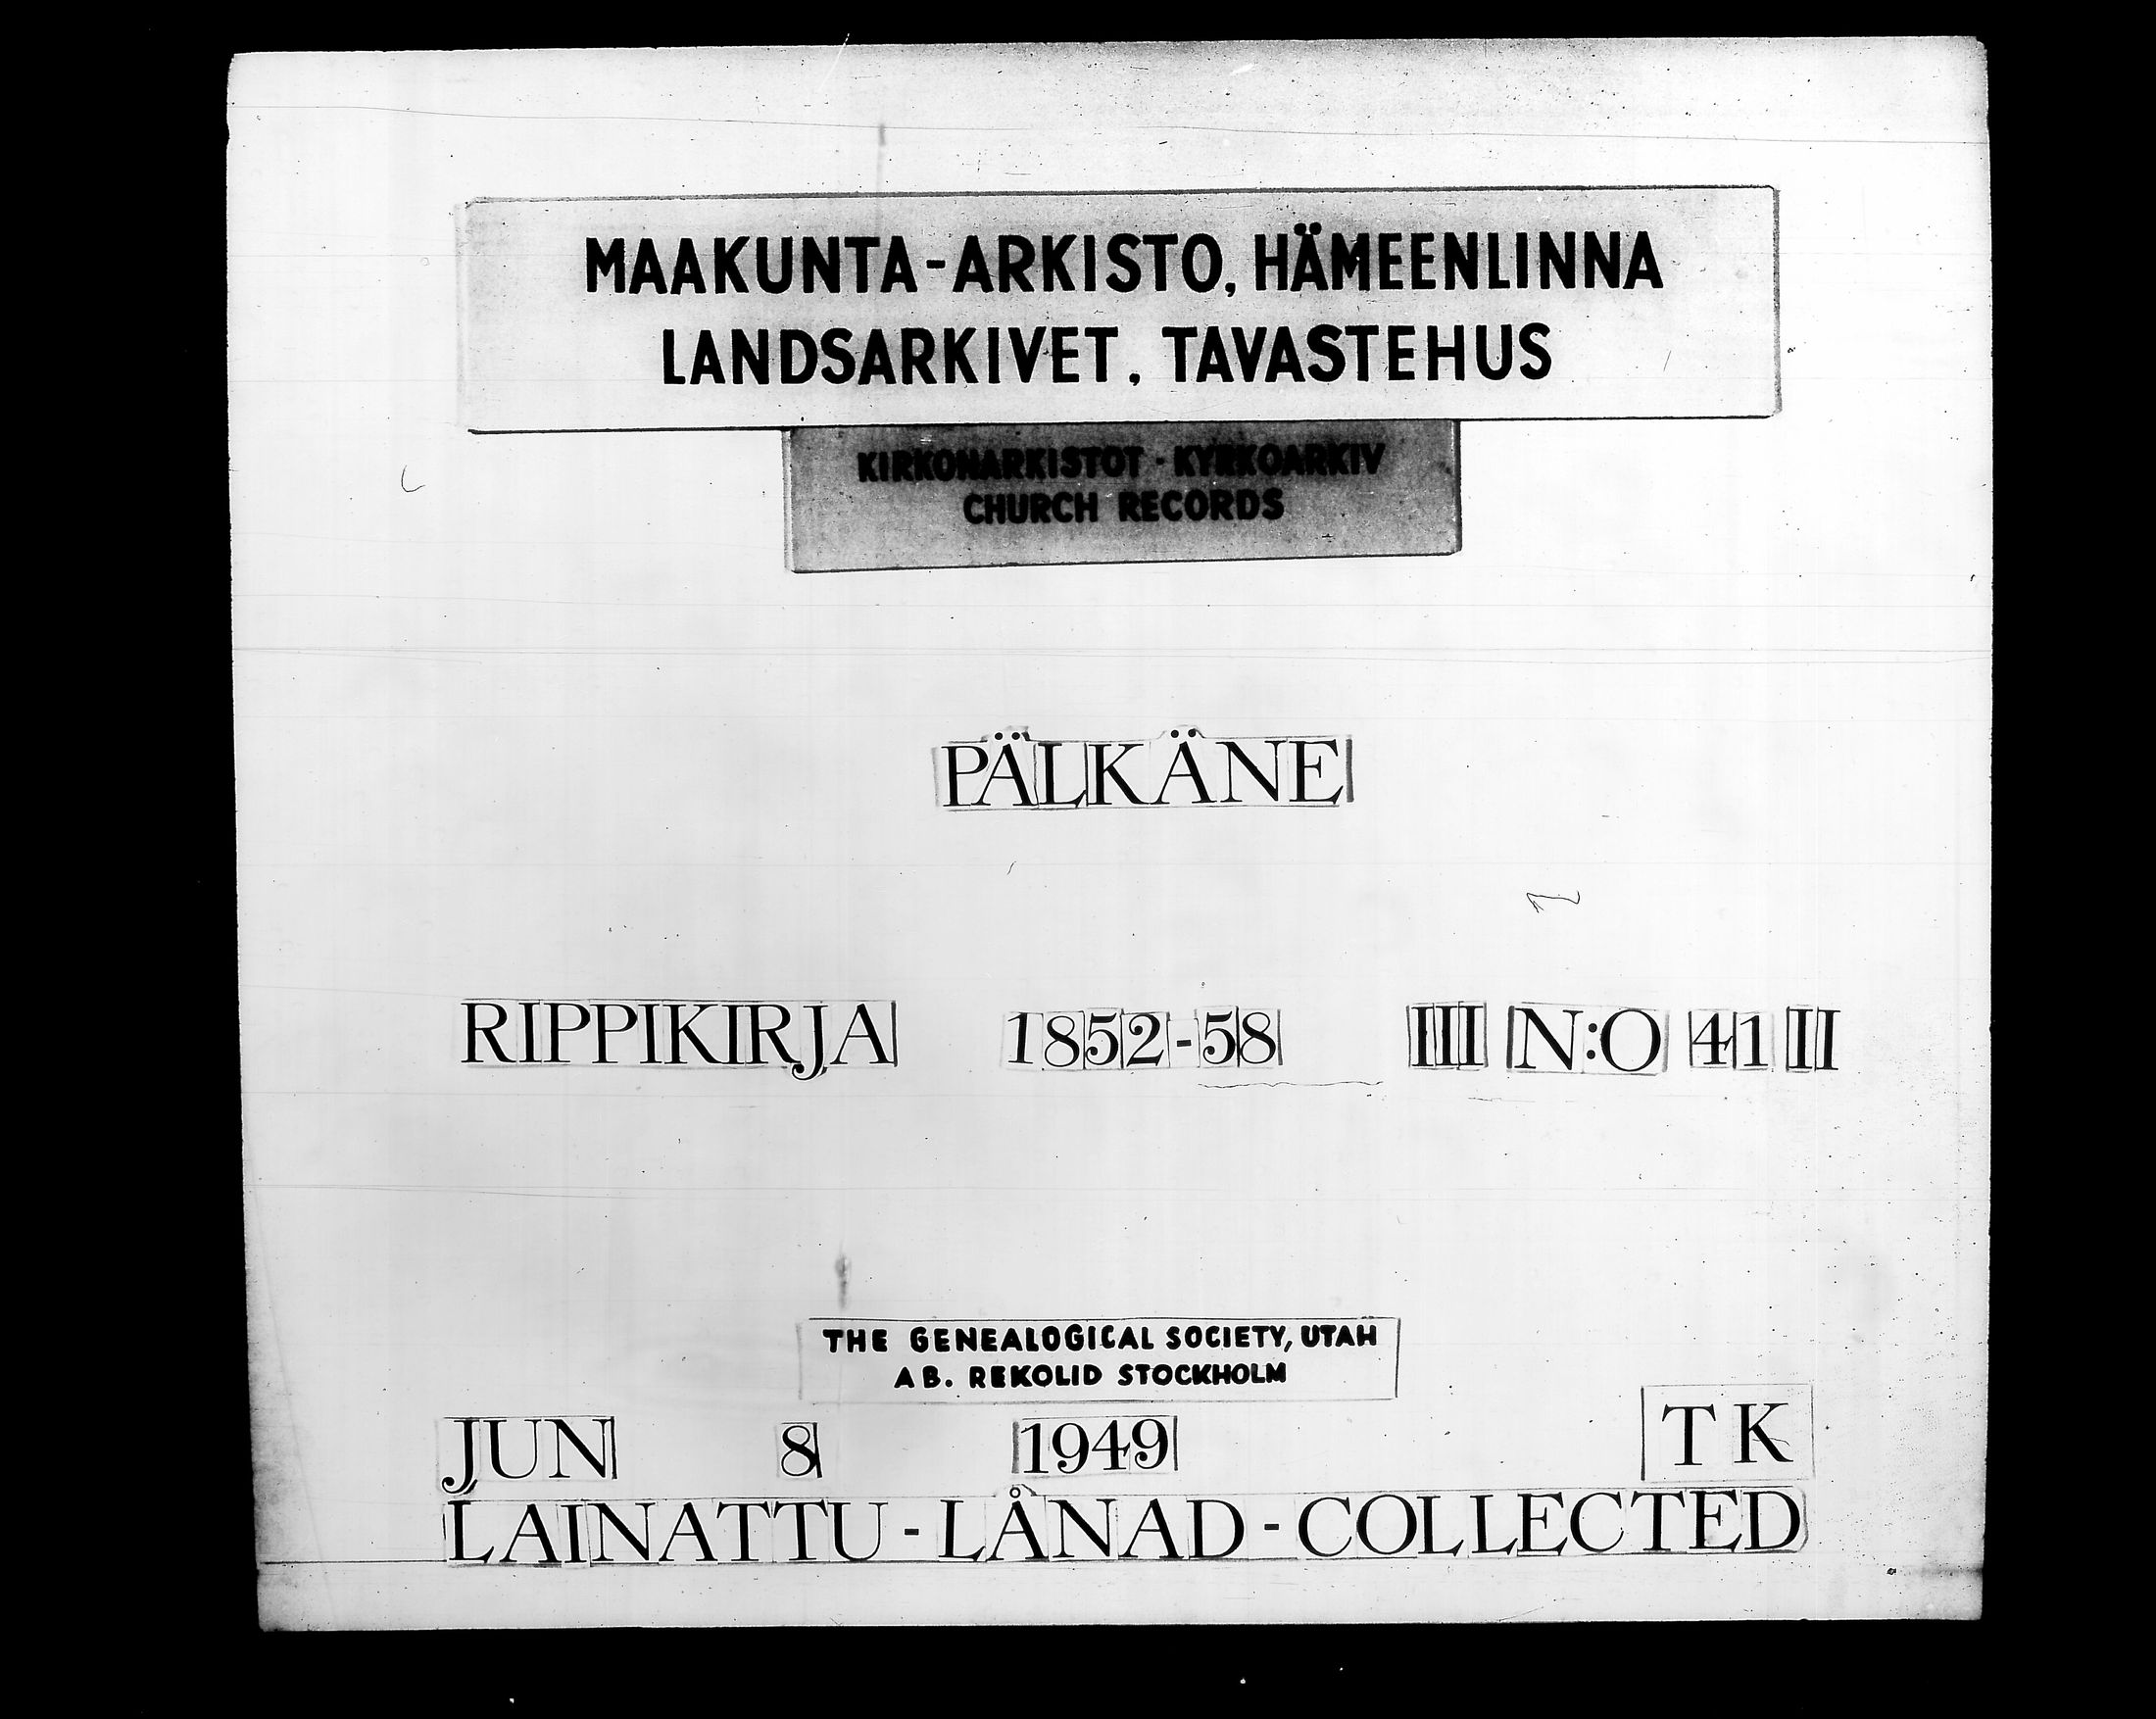 MAAKUNTA-ARKISTO, HÄMEENLINNA
LANDSARKIVET, TAVASTEHUS
KIRKONARKISTOT · KYRKOARKIV
CHURCH RECORDS
PÄLKÄNE
RIPPIKIRJA 1852-58 III N:O 41 II
THE GENEALOGICAL SOCIETY, UTAH
AB. REKOLID STOCKHOLM
JUN 8 1949 TK
LAINATTU-LÅNAD-COLLECTED